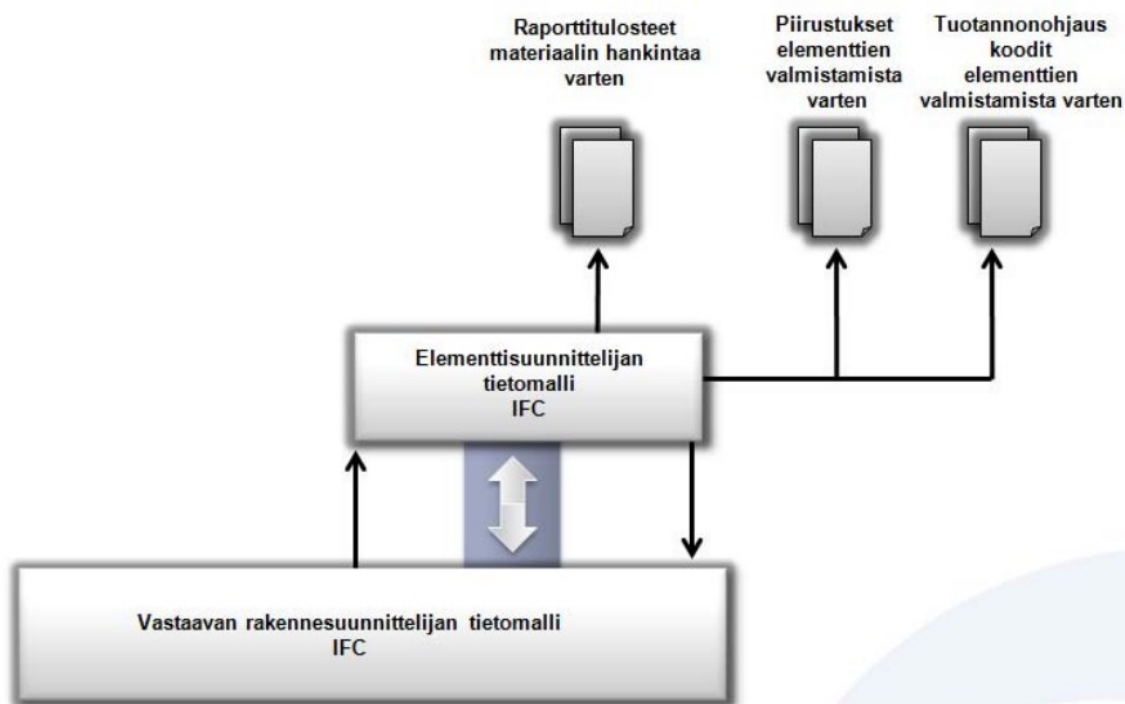 Raporttitulosteet
materiaalin hankintaa
varten
Piirustukset
elementtien
valmistamista
varten
Tuotannonohjaus
koodit
elementtien
valmistamista varten
Elementtisuunnittelijan
tietomalli
IFC
Vastaavan rakennesuunnittelijan tietomalli
IFC